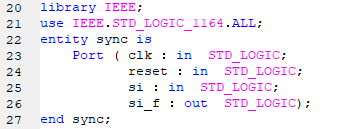 20 library IEEE;
21 use IEEE.STD_LOGIC_1164.ALL;
22 entity sync is
23     Port ( clk : in  STD_LOGIC;
24            reset : in  STD_LOGIC;
25            si : in  STD_LOGIC;
26            si_f : out  STD_LOGIC);
27 end sync;